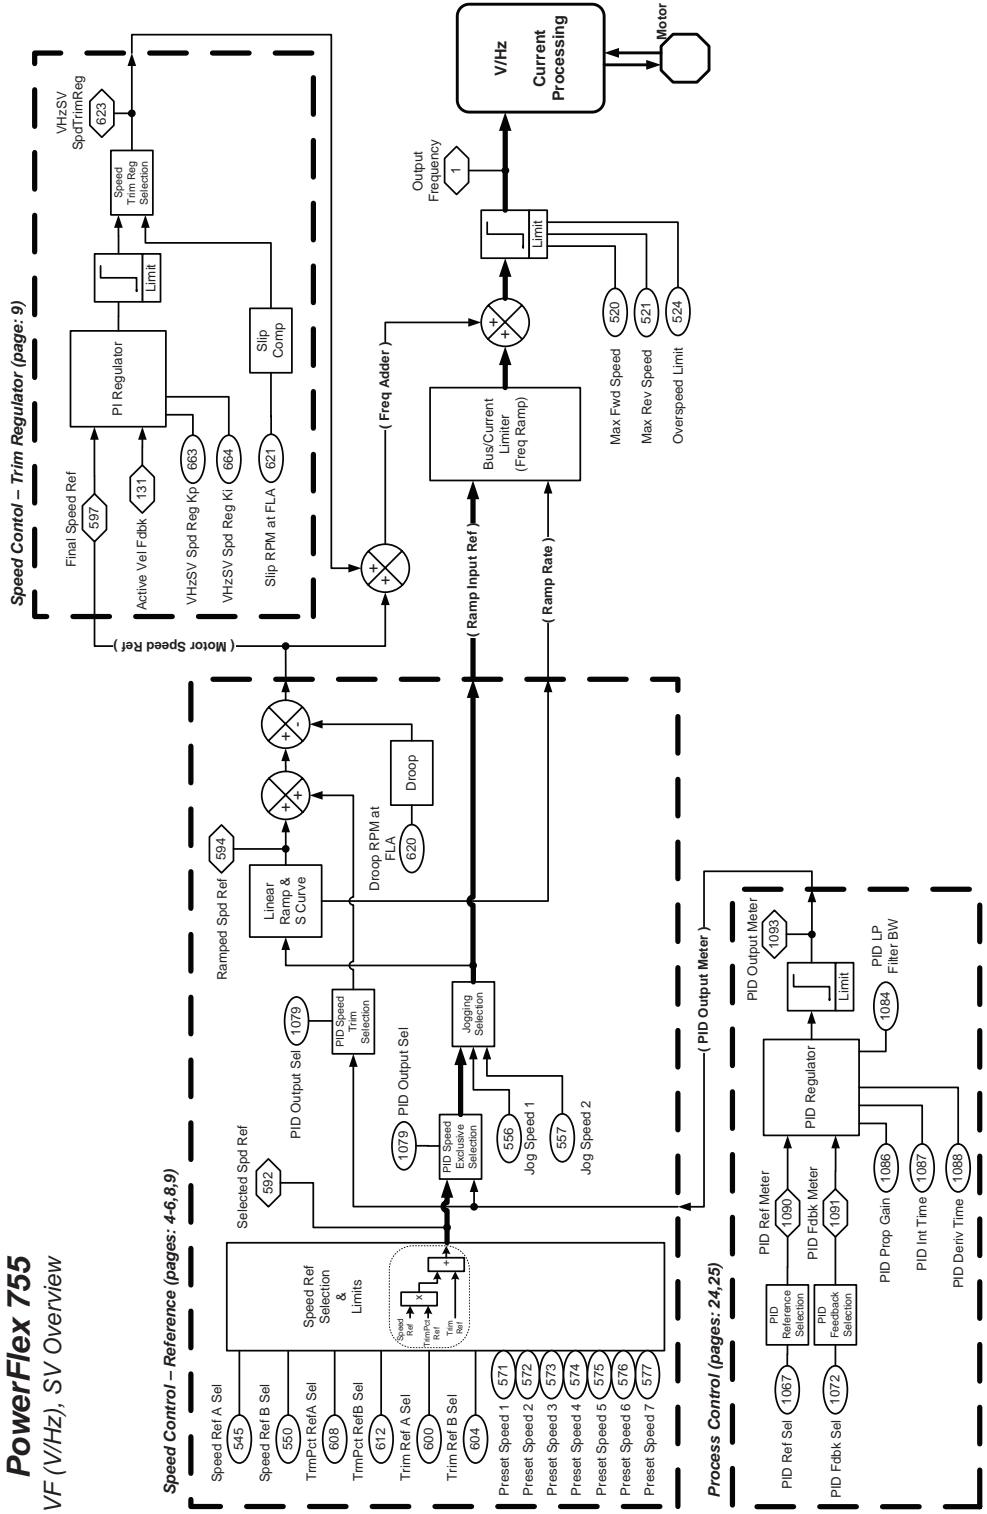 PowerFlex 755
VF (V/Hz), SV Overview
Speed Control – Reference (pages: 4-6,8,9)
Speed Ref A Sel
545
Speed Ref B Sel
550
TrmPct RefA Sel
608
TrmPct RefB Sel
612
Trim Ref A Sel
600
Trim Ref B Sel
604
Preset Speed 1
571
Preset Speed 2
572
Preset Speed 3
573
Preset Speed 4
574
Preset Speed 5
575
Preset Speed 6
576
Preset Speed 7
577
Speed Ref
Selection
&
Limits
Speed
Ref
TrimPct
Ref
Trim
Ref
x
+
Selected Spd Ref
592
PID Output Sel
1079
PID Speed
Trim
Selection
PID Output Sel
1079
PID Speed
Exclusive
Selection
Jogging
Selection
556
Jog Speed 1
557
Jog Speed 2
Ramped Spd Ref
594
Linear
Ramp &
S Curve
+
+
+
-
Droop RPM at
FLA
620
Droop
( Motor Speed Ref )
( Ramp Input Ref )
( Ramp Rate )
Speed Contol – Trim Regulator (page: 9)
Final Speed Ref
597
Active Vel Fdbk
131
VHzSV Spd Reg Kp
663
VHzSV Spd Reg Ki
664
Slip RPM at FLA
621
PI Regulator
Limit
Slip
Comp
Speed
Trim Reg
Selection
VHzSV
SpdTrimReg
623
+
+
( Freq Adder )
Bus/Current
Limiter
(Freq Ramp)
+
+
Limit
Max Fwd Speed
520
Max Rev Speed
521
Overspeed Limit
524
Output
Frequency
1
V/Hz
Current
Processing
Motor
Process Control (pages: 24,25)
PID Ref Sel
1067
PID Fdbk Sel
1072
PID
Reference
Selection
PID
Feedback
Selection
PID Ref Meter
1090
PID Fdbk Meter
1091
PID Prop Gain
1086
PID Int Time
1087
PID Deriv Time
1088
PID Regulator
PID LP
Filter BW
1084
Limit
PID Output Meter
1093
( PID Output Meter )